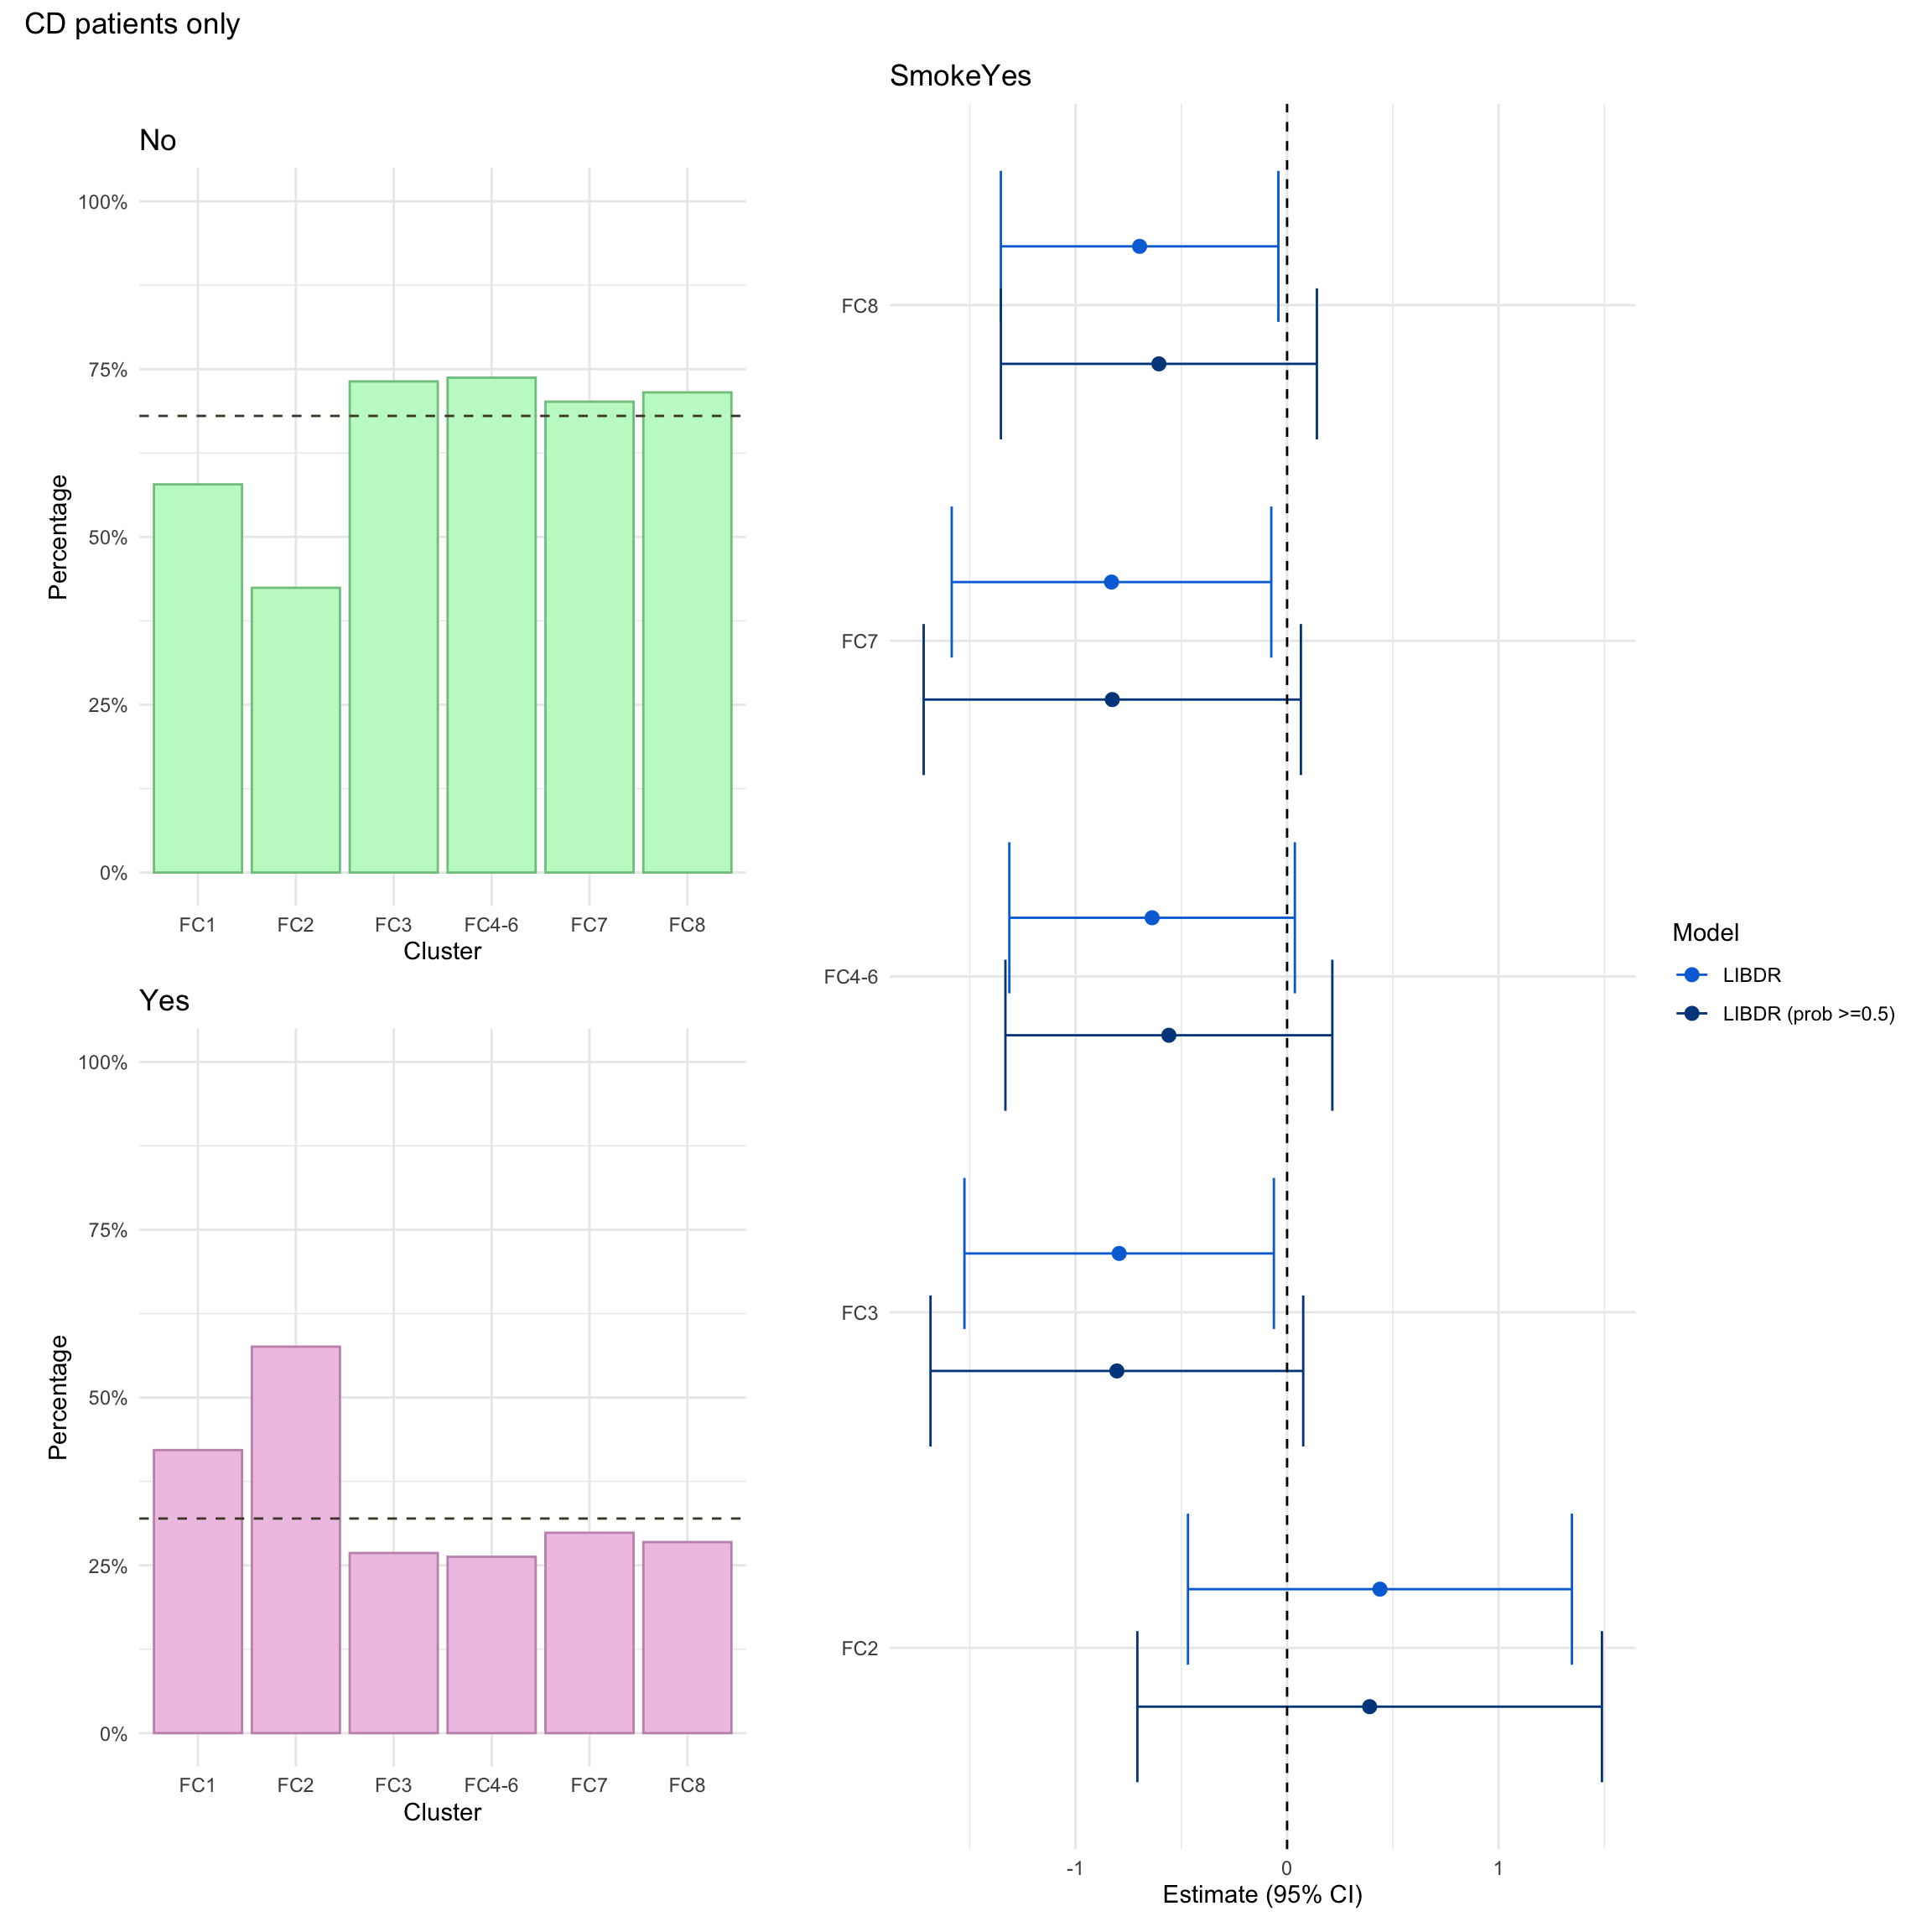 CD patients only
No
100%
75%
50%
25%
0%
Percentage
FC1 FC2 FC3 FC4-6 FC7 FC8
Cluster
Yes
100%
75%
50%
25%
0%
Percentage
FC1 FC2 FC3 FC4-6 FC7 FC8
Cluster
SmokeYes
FC8
FC7
FC4-6
FC3
FC2
-1 0 1
Estimate (95% CI)
Model
LIBDR
LIBDR (prob >=0.5)